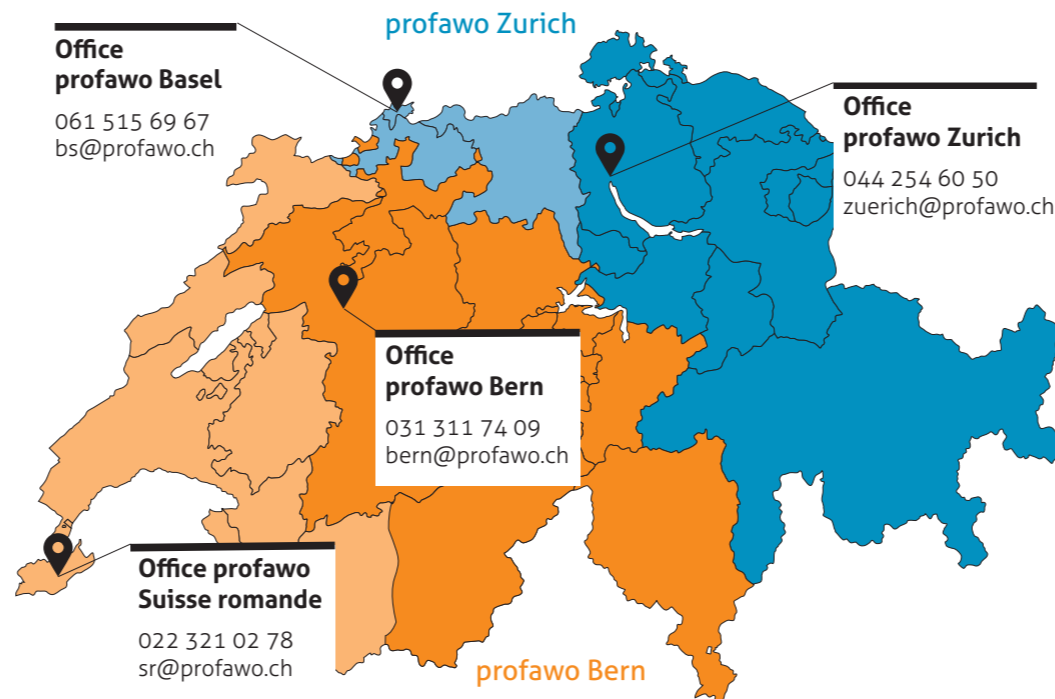 profawo Zurich
Office
profawo Basel
061 515 69 67
bs@profawo.ch
Office
profawo Zurich
044 254 60 50
zuerich@profawo.ch
Office
profawo Bern
031 311 74 09
bern@profawo.ch
Office profawo
Suisse romande
022 321 02 78
sr@profawo.ch
profawo Bern